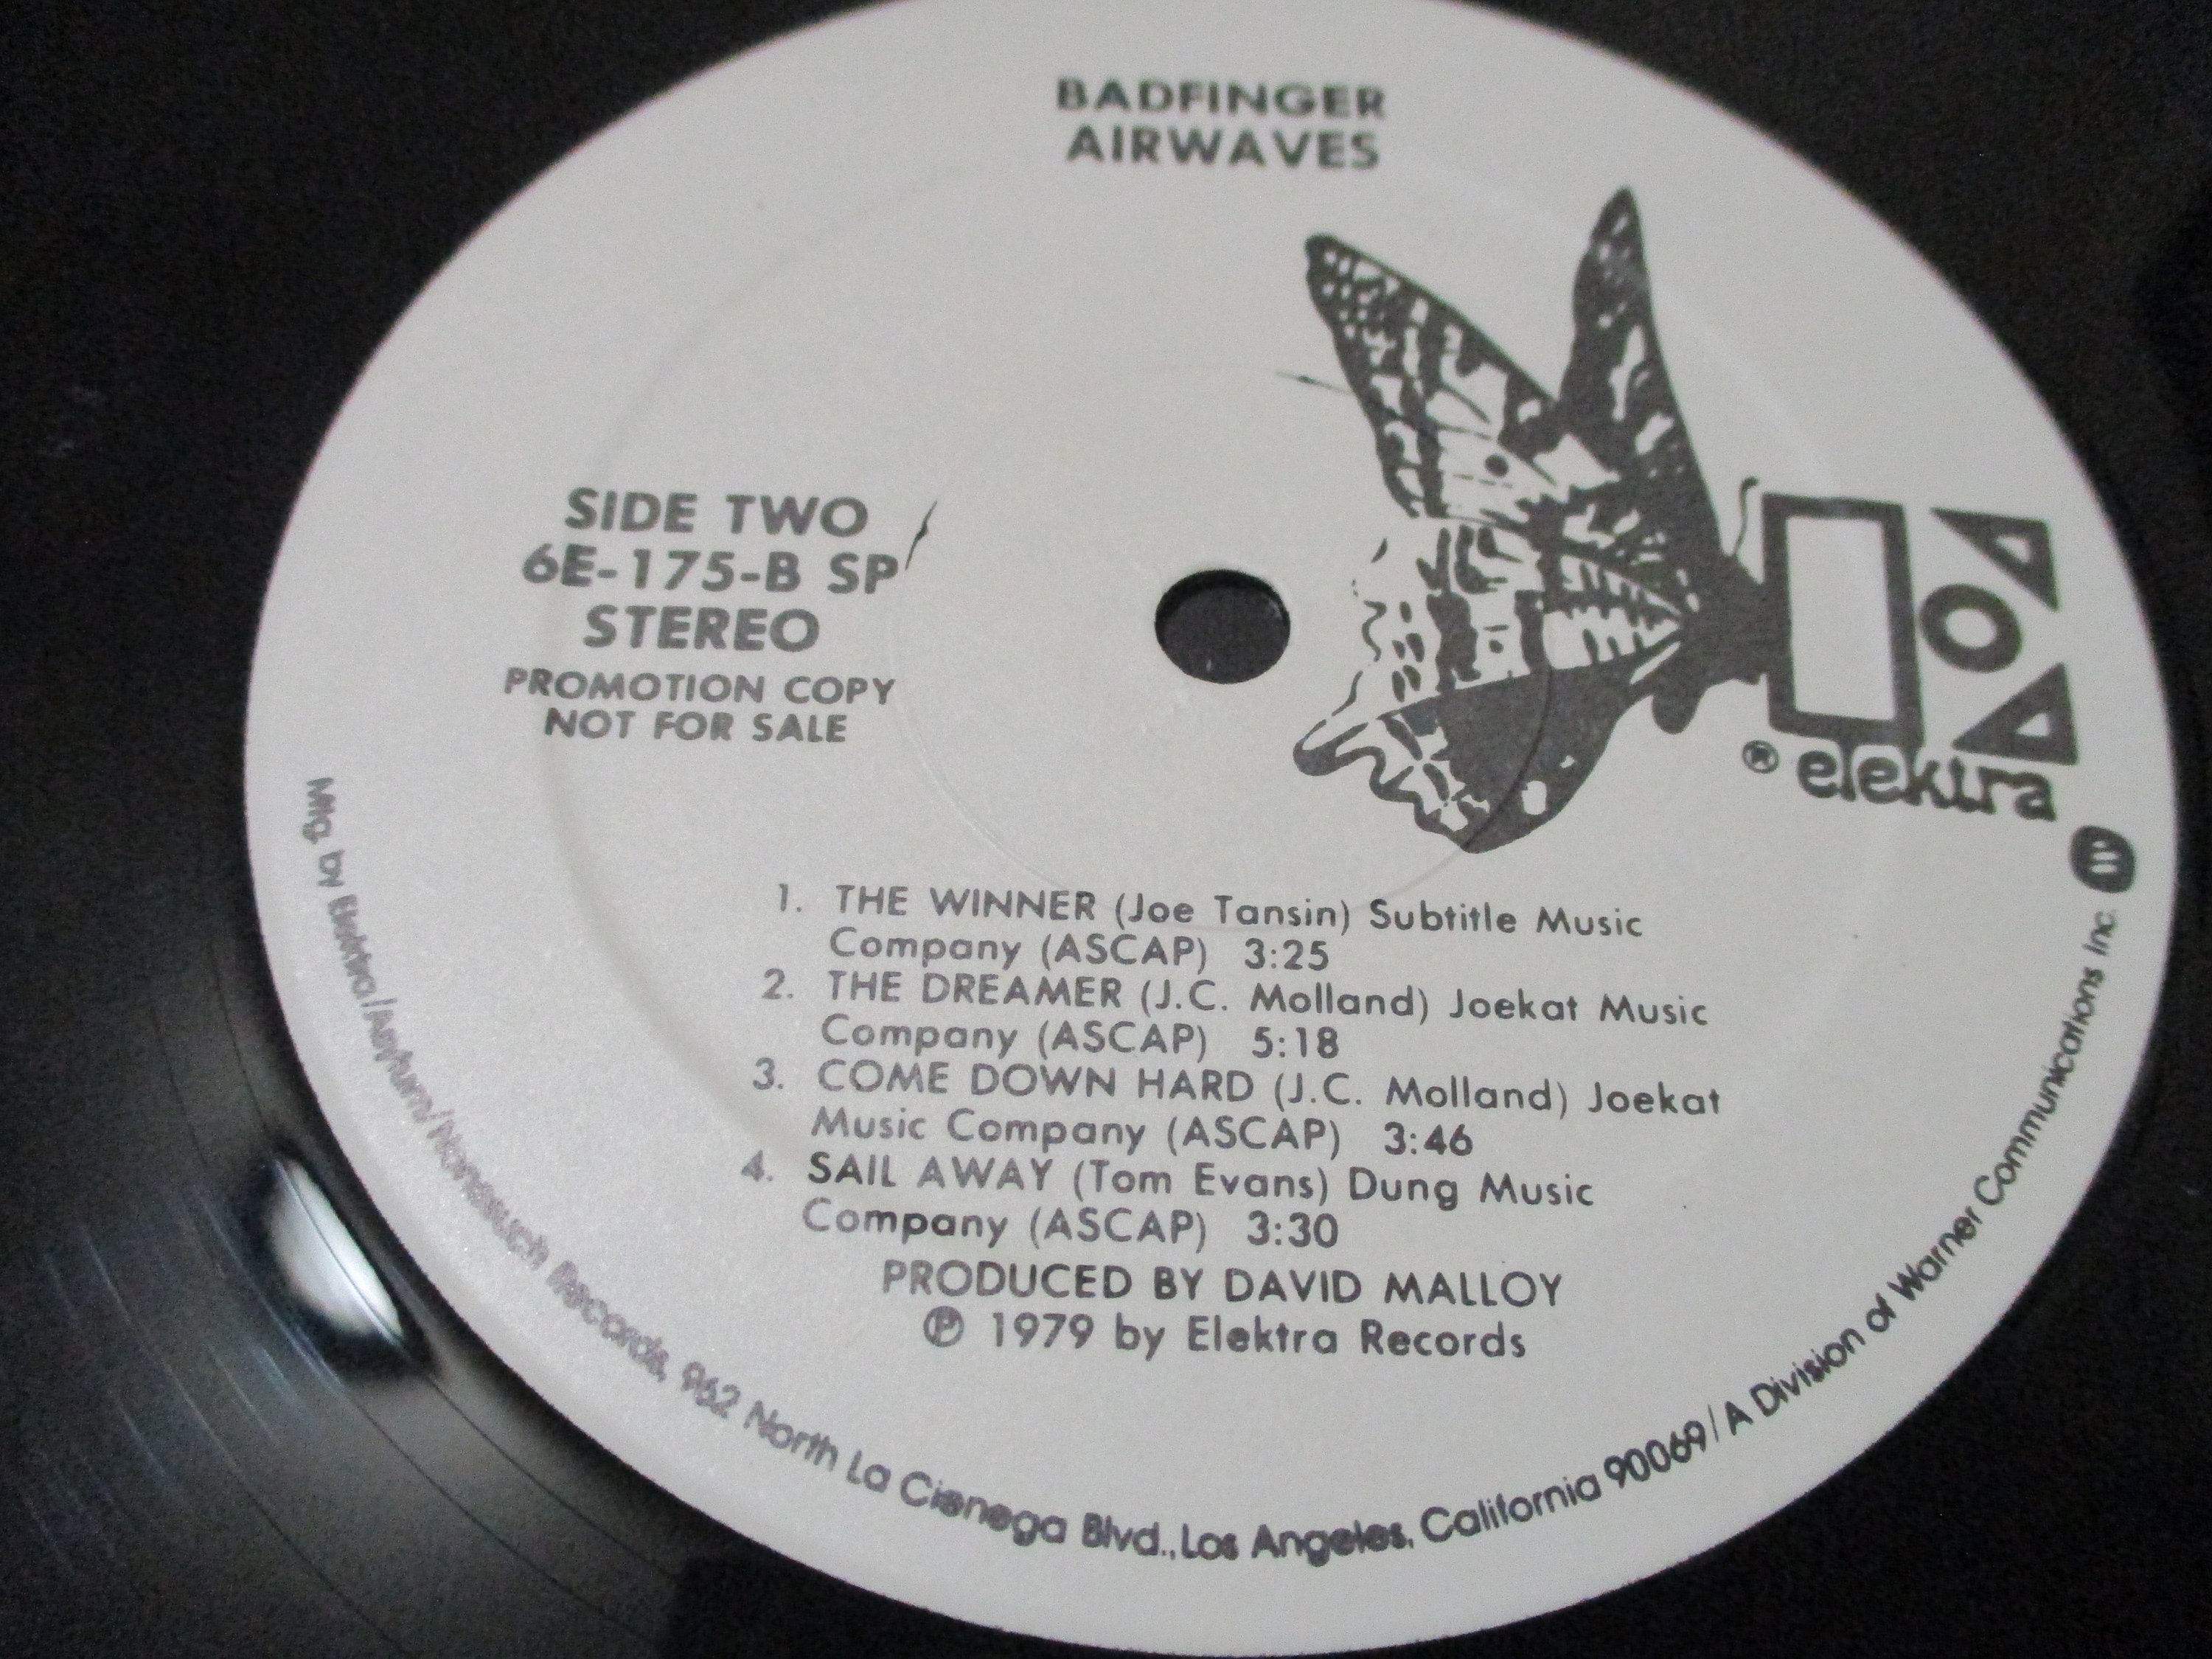 BADFINGER
AIRWAVES
SIDE TWO
6E-175-B SP
STEREO
PROMOTION COPY
NOT FOR SALE
® elektra
1. THE WINNER (Joe Tansin) Subtitle Music
Company (ASCAP) 3:25
2. THE DREAMER (J.C. Molland) Joekat Music
Company (ASCAP) 5:18
3. COME DOWN HARD (J.C. Molland) Joekat
Music Company (ASCAP) 3:46
4. SAIL AWAY (Tom Evans) Dung Music
Company (ASCAP) 3:30
PRODUCED BY DAVID MALLOY
℗ 1979 by Elektra Records
Mfg. by Elektra/Asylum/Nonesuch Records, 962 North La Cienega Blvd., Los Angeles, California 90069/A Division of Warner Communications Inc.